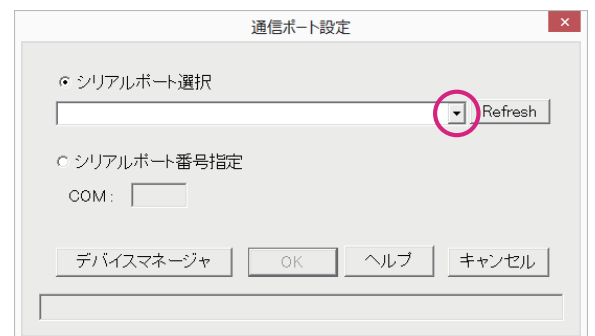 通信ポート設定
シリアルポート選択
Refresh
シリアルポート番号指定
COM:
デバイスマネージャ OK ヘルプ キャンセル